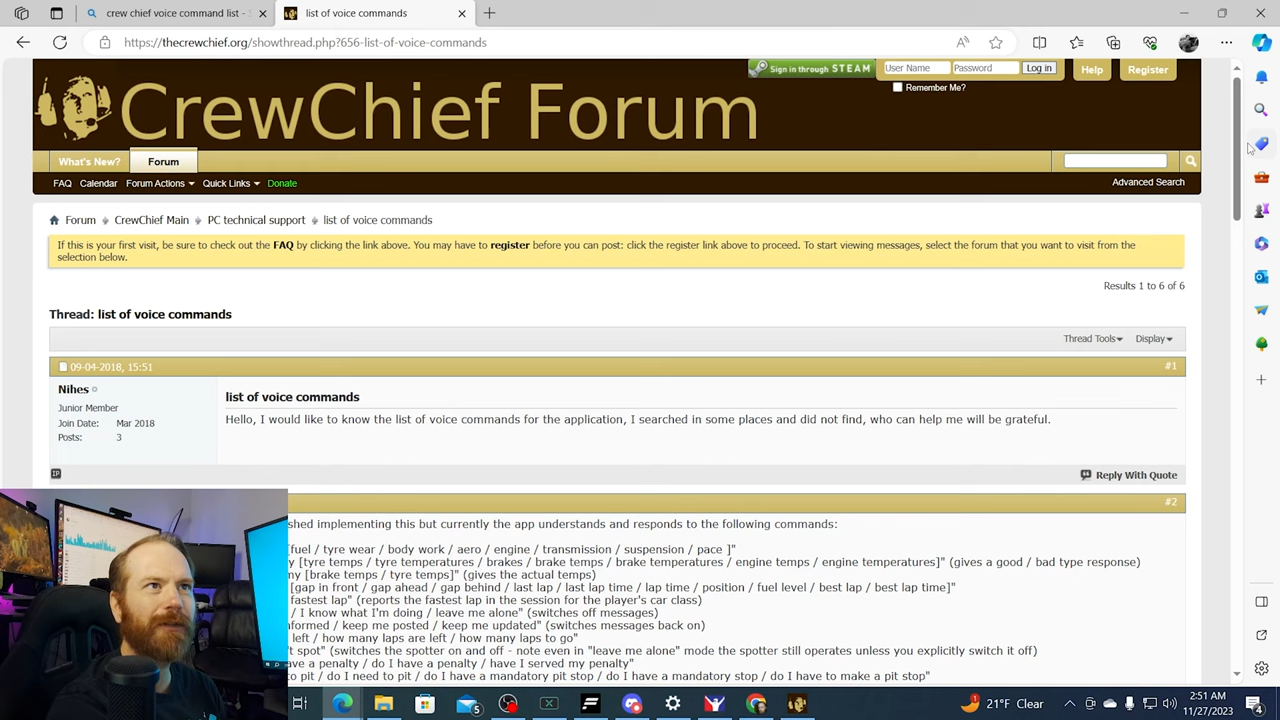 crew chief voice command list -
list of voice commands
https://thecrewchief.org/showthread.php?656-list-of-voice-commands
Sign in through STEAM
User Name
Password
Log in
Help
Register
Remember Me?
CrewChief Forum
What's New?
Forum
FAQ
Calendar
Forum Actions
Quick Links
Donate
Advanced Search
Forum
CrewChief Main
PC technical support
list of voice commands
If this is your first visit, be sure to check out the FAQ by clicking the link above. You may have to register before you can post: click the register link above to proceed. To start viewing messages, select the forum that you want to visit from the
selection below.
Results 1 to 6 of 6
Thread: list of voice commands
Thread Tools
Display
09-04-2018, 15:51
#1
Nihes
Junior Member
Join Date: Mar 2018
Posts: 3
list of voice commands
Hello, I would like to know the list of voice commands for the application, I searched in some places and did not find, who can help me will be grateful.
IP
Reply With Quote
#2
shed implementing this but currently the app understands and responds to the following commands:
[fuel / tyre wear / body work / aero / engine / transmission / suspension / pace ]"
y [tyre temps / tyre temperatures / brakes / brake temps / brake temperatures / engine temps / engine temperatures]" (gives a good / bad type response)
my [brake temps / tyre temps]" (gives the actual temps)
[gap in front / gap ahead / gap behind / last lap / last lap time / lap time / position / fuel level / best lap / best lap time]"
fastest lap" (reports the fastest lap in the session for the player's car class)
/ I know what I'm doing / leave me alone" (switches off messages)
nformed / keep me posted / keep me updated" (switches messages back on)
left / how many laps are left / how many laps to go"
't spot" (switches the spotter on and off - note even in "leave me alone" mode the spotter still operates unless you explicitly switch it off)
ave a penalty / do I have a penalty / have I served my penalty"
to pit / do I need to pit / do I have a mandatory pit stop / do I have a mandatory stop / do I have to make a pit stop"
5
1
21°F Clear
2:51 AM
11/27/2023